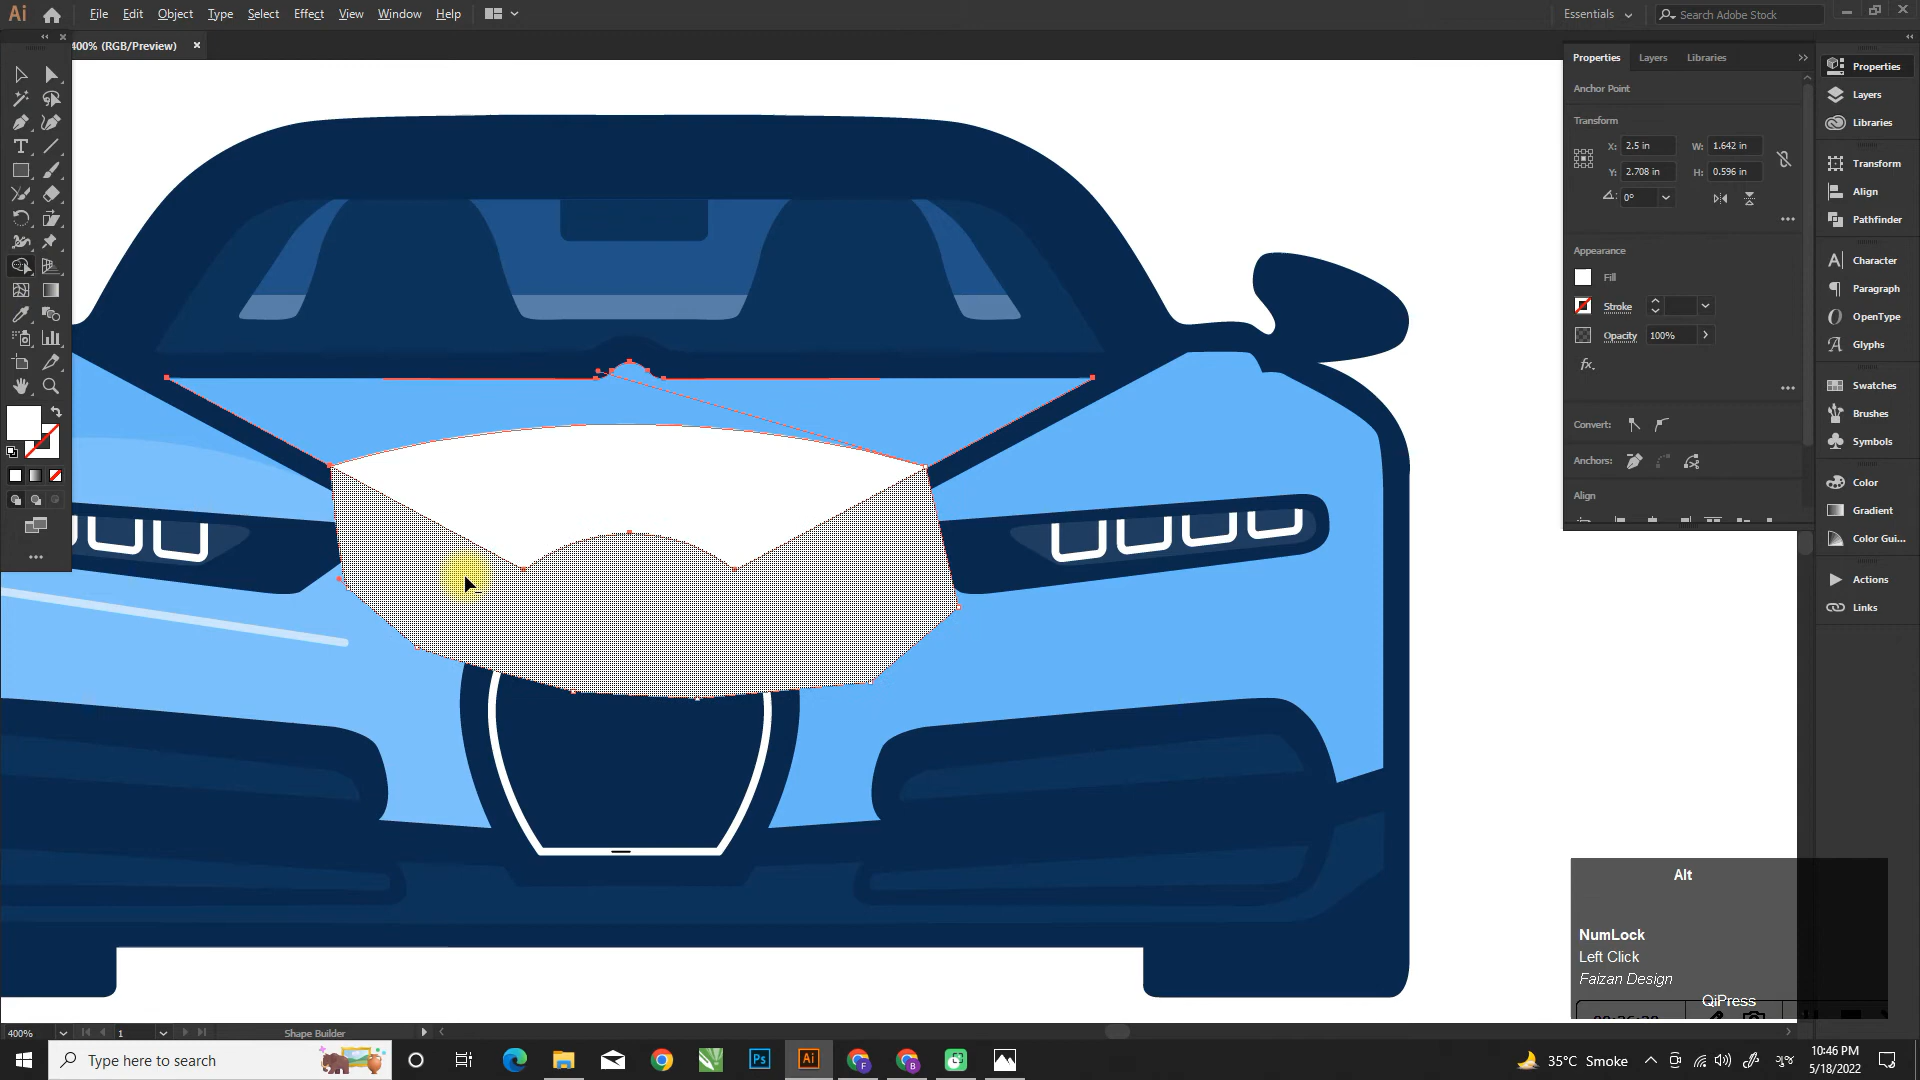 Ai File Edit Object Type Select Effect View Window Help Essentials Search Adobe Stock
400% (RGB/Preview) ×
Properties Layers Libraries
Anchor Point
Transform
X: 2.5 in W: 1.642 in
Y: 2.708 in H: 0.596 in
0°
Appearance
Fill
Stroke
Opacity 100%
fx.
Convert:
Anchors:
Align
Properties
Layers
Libraries
Transform
Align
Pathfinder
Character
Paragraph
OpenType
Glyphs
Swatches
Brushes
Symbols
Color
Gradient
Color Gui...
Actions
Links
Alt
NumLock
Left Click
Faizan Design
QiPress
400% 1 Shape Builder
Type here to search
Ps Ai
35°C Smoke
10:46 PM
5/18/2022